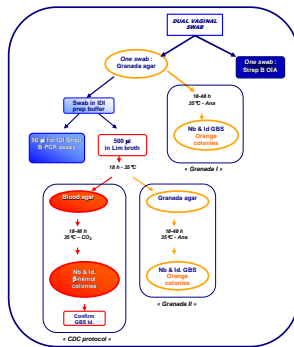 DUAL VAGINAL
SWAB
One swab:
Granada agar
One swab:
Strep B OIA
18-48 h
35°C - Ana
Swab in IDI
prep buffer
Nb & Id GBS
Orange
colonies
50 µl for IDI-Strep
B PCR assay
500 µl
in Lim broth
« Granada I »
18 h - 35°C
Blood agar
Granada agar
18-48 h
35°C – CO₂
18-48 h
35°C - Ana
Nb & Id.
β-hemol
colonies
Nb & Id. GBS
Orange
colonies
Confirm
GBS Id.
« Granada II »
« CDC protocol »